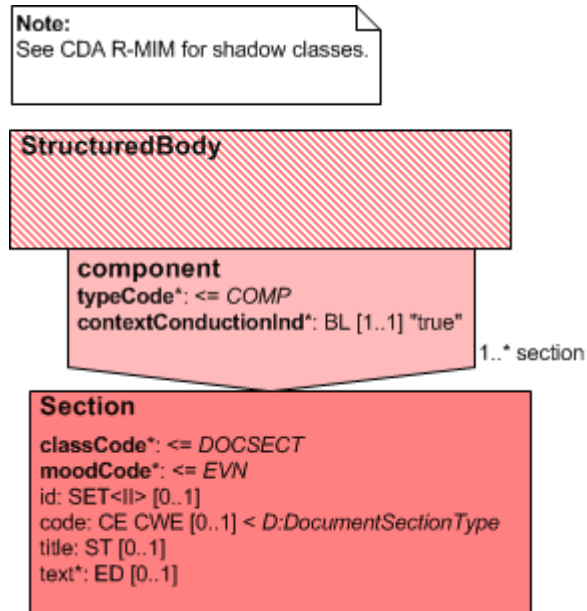 Note:
See CDA R-MIM for shadow classes.
StructuredBody
component
typeCode*: <= COMP
contextConductionInd*: BL [1..1] "true"
1..* section
Section
classCode*: <= DOCSECT
moodCode*: <= EVN
id: SET<II> [0..1]
code: CE CWE [0..1] < D:DocumentSectionType
title: ST [0..1]
text*: ED [0..1]